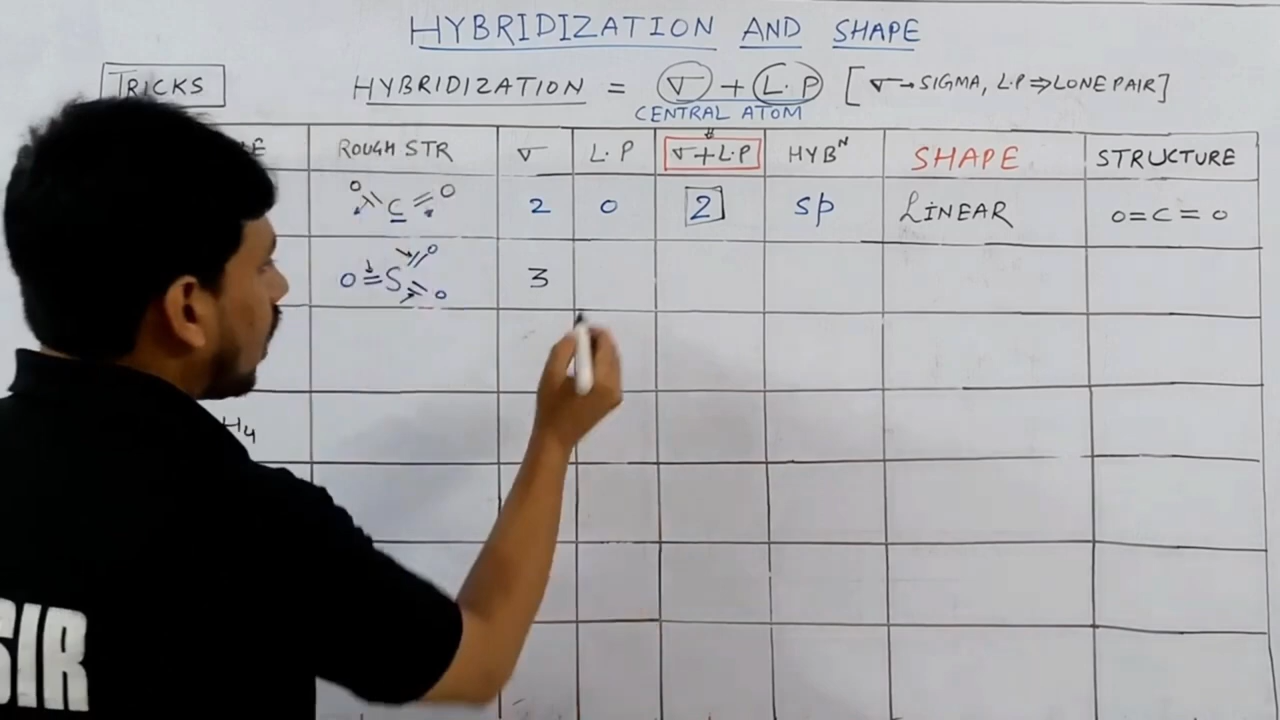 HYBRIDIZATION AND SHAPE
TRICKS
HYBRIDIZATION = σ + L.P [σ → SIGMA, L.P ⇒ LONE PAIR]
CENTRAL ATOM
ROUGH STR σ L.P σ+L.P HYBᴺ SHAPE STRUCTURE
O C O 2 0 2 sp LINEAR O=C=O
O=S=O O 3
H₄
SIR